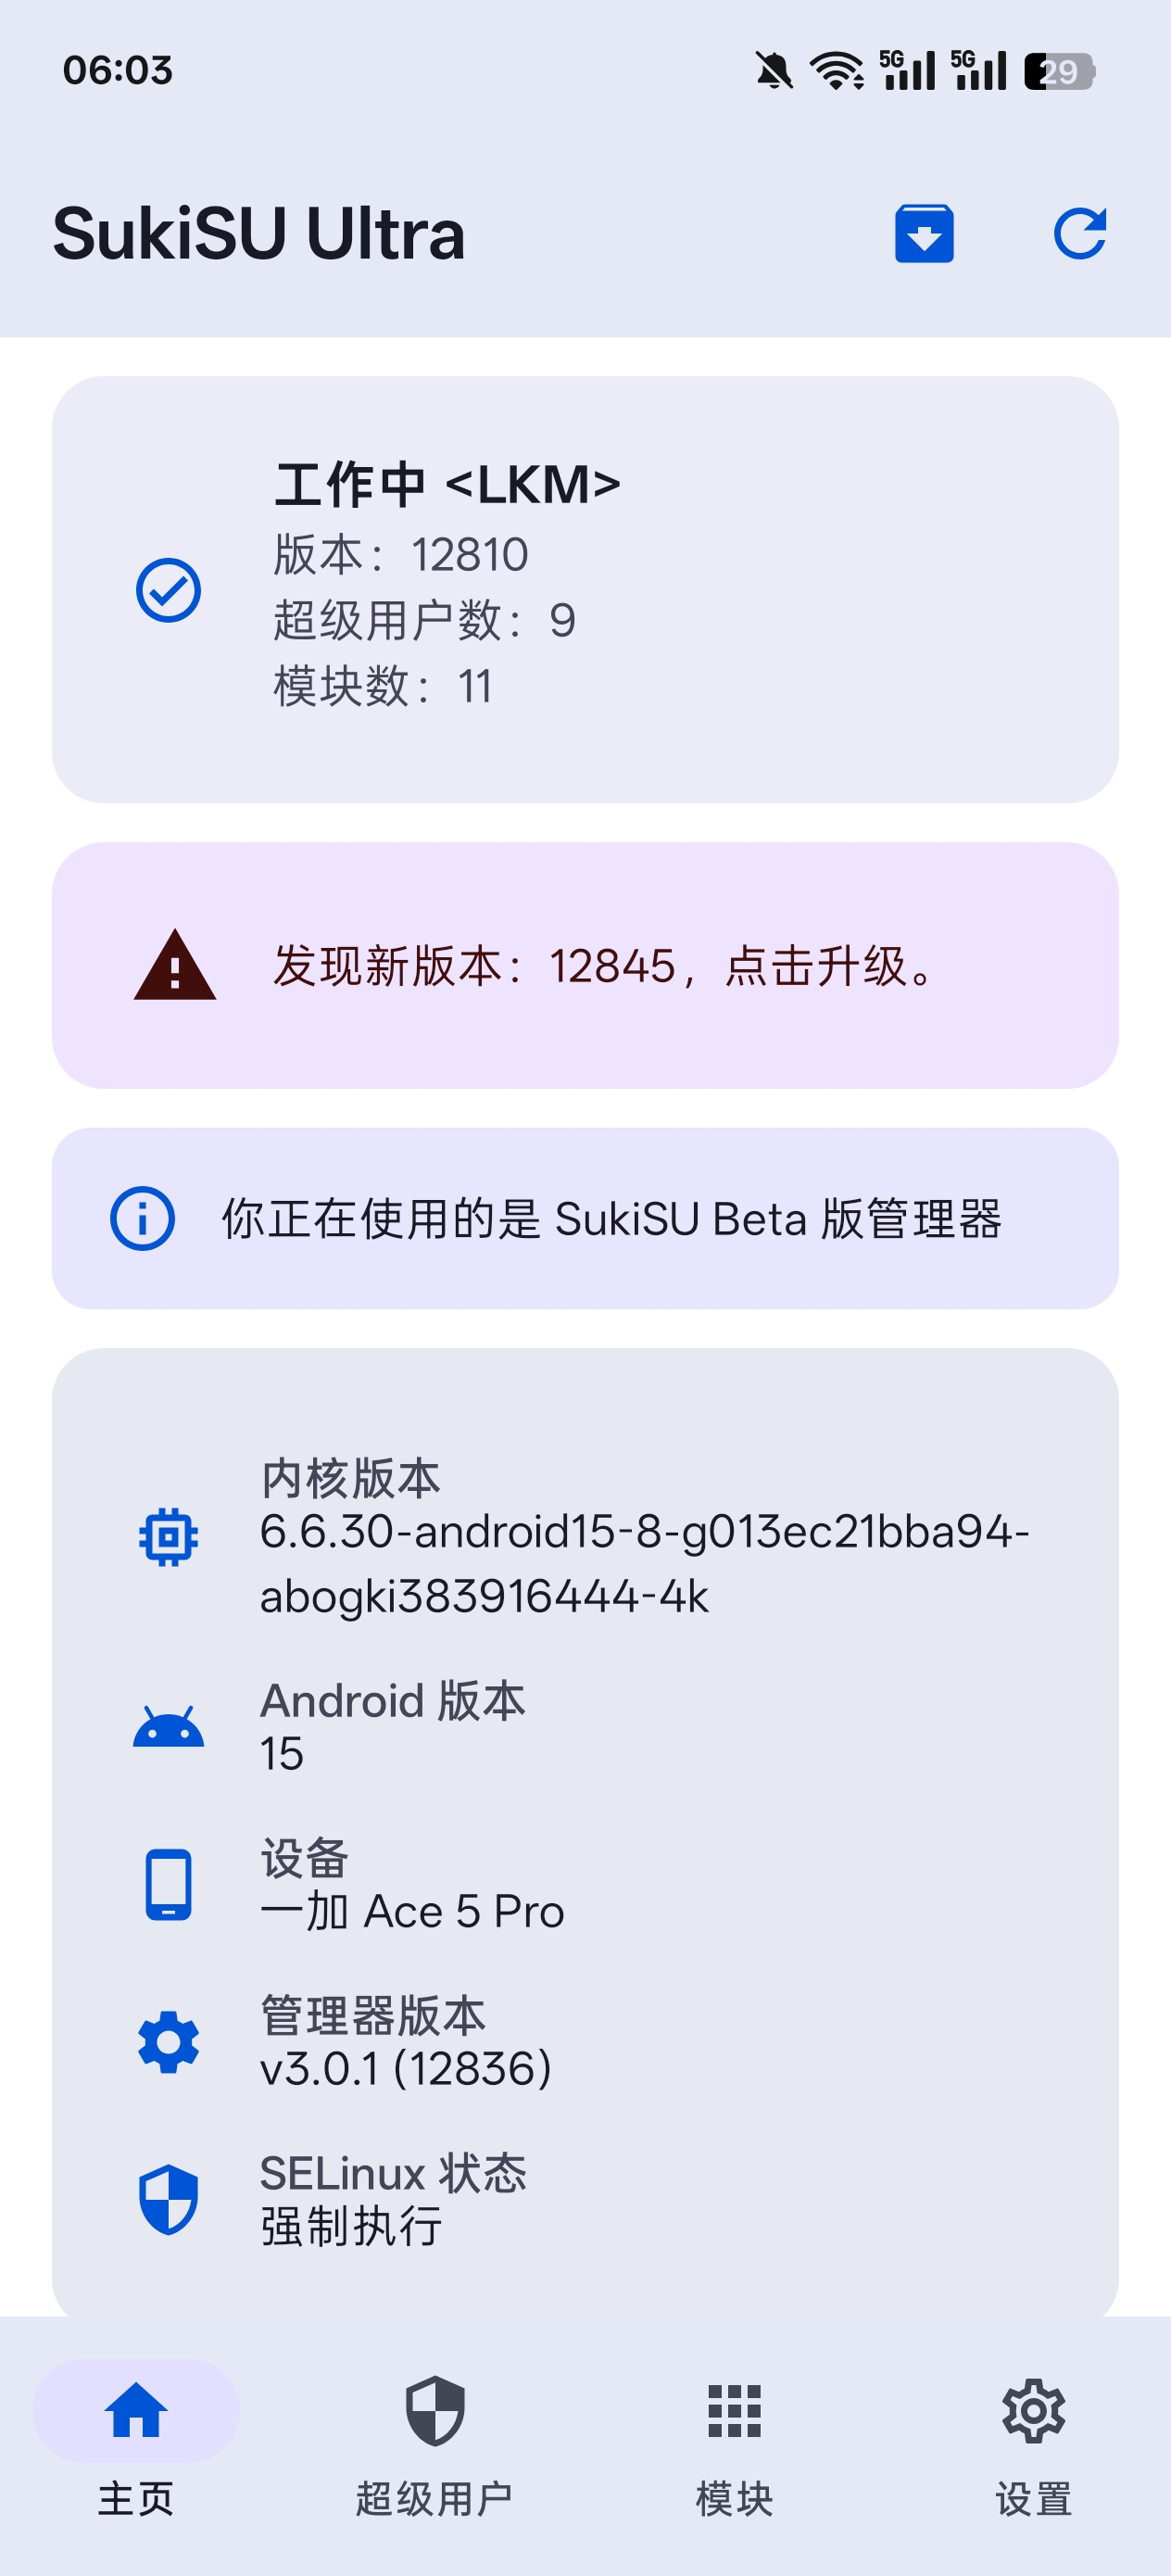 06:03
5G 5G 29
SukiSU Ultra
工作中 <LKM>
版本：12810
超级用户数：9
模块数：11
发现新版本：12845，点击升级。
你正在使用的是 SukiSU Beta 版管理器
内核版本
6.6.30-android15-8-g013ec21bba94-
abogki383916444-4k
Android 版本
15
设备
一加 Ace 5 Pro
管理器版本
v3.0.1 (12836)
SELinux 状态
强制执行
主页 超级用户 模块 设置